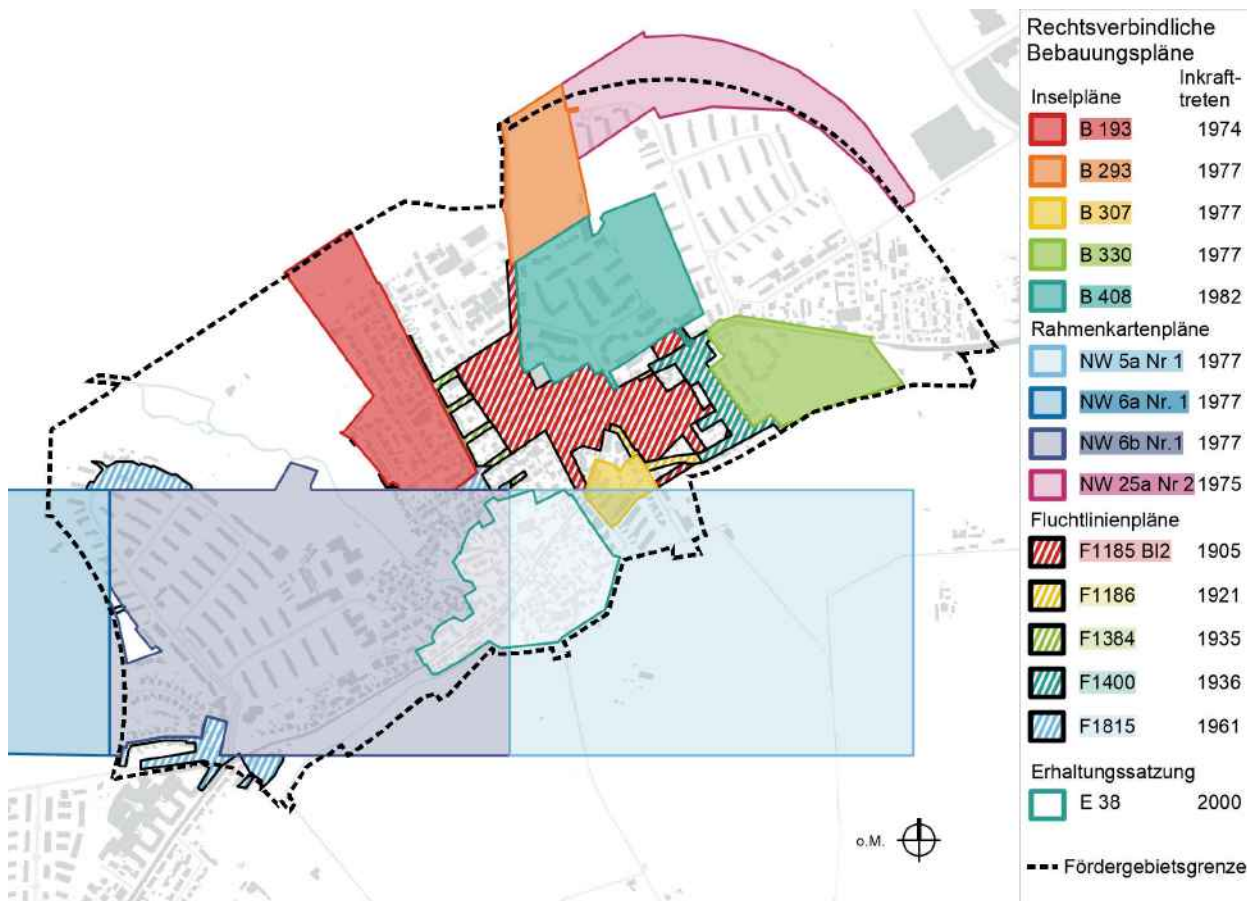 Rechtsverbindliche
Bebauungspläne
Inselpläne Inkraft-
treten
B 193 1974
B 293 1977
B 307 1977
B 330 1977
B 408 1982
Rahmenkartenpläne
NW 5a Nr 1 1977
NW 6a Nr. 1 1977
NW 6b Nr.1 1977
NW 25a Nr 2 1975
Fluchtlinienpläne
F1185 Bl2 1905
F1186 1921
F1384 1935
F1400 1936
F1815 1961
Erhaltungssatzung
E 38 2000
Fördergebietsgrenze
o.M.